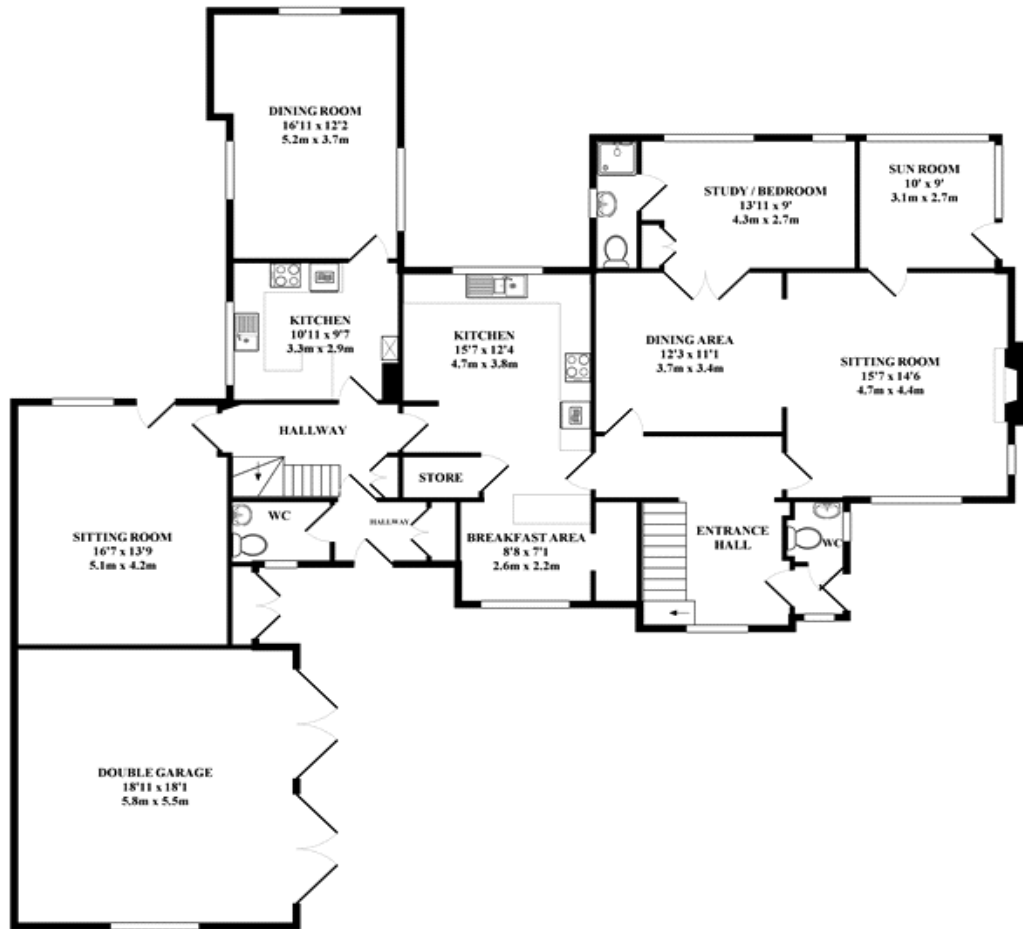 DINING ROOM
16'11 x 12'2
5.2m x 3.7m
STUDY / BEDROOM
13'11 x 9'
4.3m x 2.7m
SUN ROOM
10' x 9'
3.1m x 2.7m
KITCHEN
10'11 x 9'7
3.3m x 2.9m
KITCHEN
15'7 x 12'4
4.7m x 3.8m
DINING AREA
12'3 x 11'1
3.7m x 3.4m
SITTING ROOM
15'7 x 14'6
4.7m x 4.4m
HALLWAY
STORE
WC
HALLWAY
SITTING ROOM
16'7 x 13'9
5.1m x 4.2m
BREAKFAST AREA
8'8 x 7'1
2.6m x 2.2m
ENTRANCE
HALL
WC
DOUBLE GARAGE
18'11 x 18'1
5.8m x 5.5m